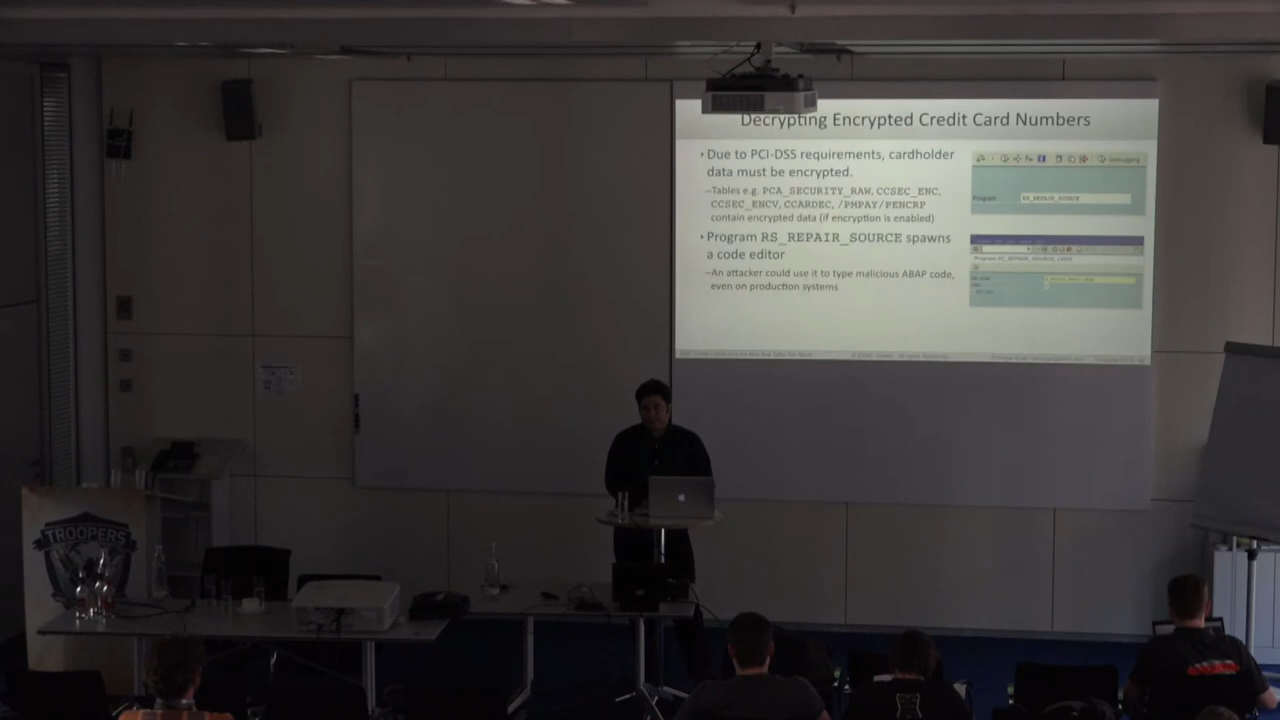 Decrypting Encrypted Credit Card Numbers
Due to PCI-DSS requirements, cardholder
data must be encrypted.
–Tables e.g. PCA_SECURITY_RAW, CCSEC_ENC,
CCSEC_ENCV, CCARDEC, /PMPAY/PENCRP
contain encrypted data (if encryption is enabled)
Program RS_REPAIR_SOURCE spawns
a code editor
–An attacker could use it to type malicious ABAP code,
even on production systems
Debugging
Program RS_REPAIR_SOURCE
TROOPERS